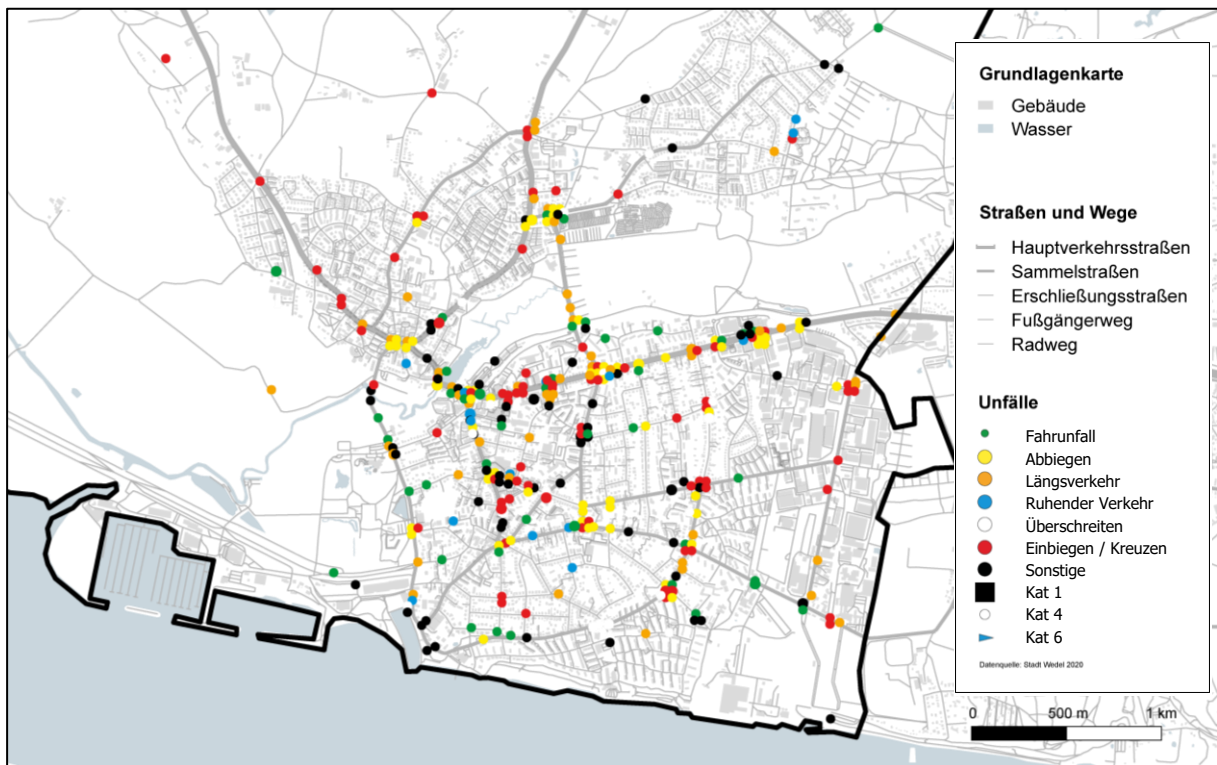 Grundlagenkarte
Gebäude
Wasser
Straßen und Wege
Hauptverkehrsstraßen
Sammelstraßen
Erschließungsstraßen
Fußgängerweg
Radweg
Unfälle
Fahrunfall
Abbiegen
Längsverkehr
Ruhender Verkehr
Überschreiten
Einbiegen / Kreuzen
Sonstige
Kat 1
Kat 4
Kat 6
Datenquelle: Stadt Wedel 2020
0 500 m 1 km